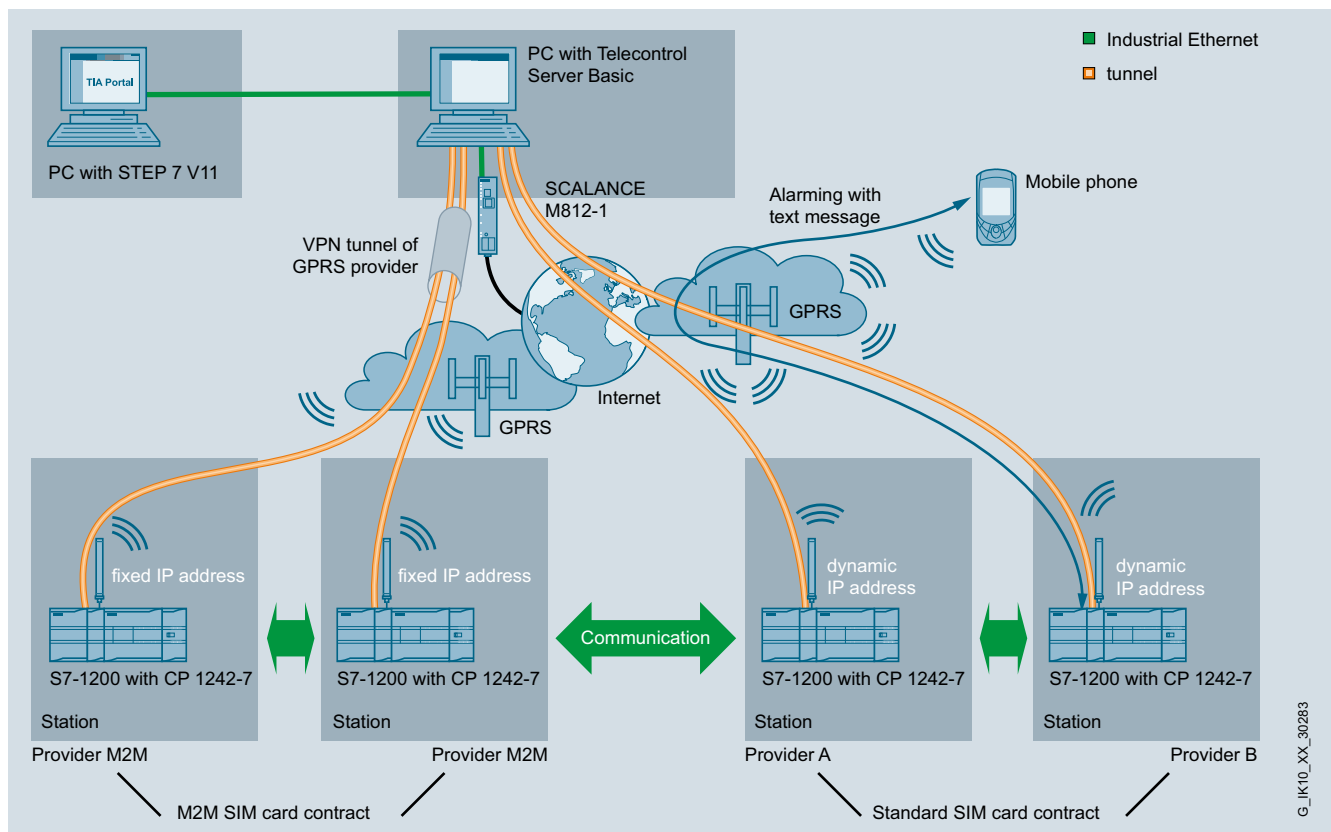 TIA Portal
PC with STEP 7 V11
PC with Telecontrol
Server Basic
Industrial Ethernet
tunnel
SCALANCE
M812-1
Alarming with
text message
Mobile phone
VPN tunnel of
GPRS provider
GPRS
Internet
GPRS
fixed IP address
fixed IP address
dynamic
IP address
dynamic
IP address
Communication
S7-1200 with CP 1242-7
S7-1200 with CP 1242-7
S7-1200 with CP 1242-7
S7-1200 with CP 1242-7
Station
Station
Station
Station
Provider M2M
Provider M2M
Provider A
Provider B
M2M SIM card contract
Standard SIM card contract
G_IK10_XX_30283